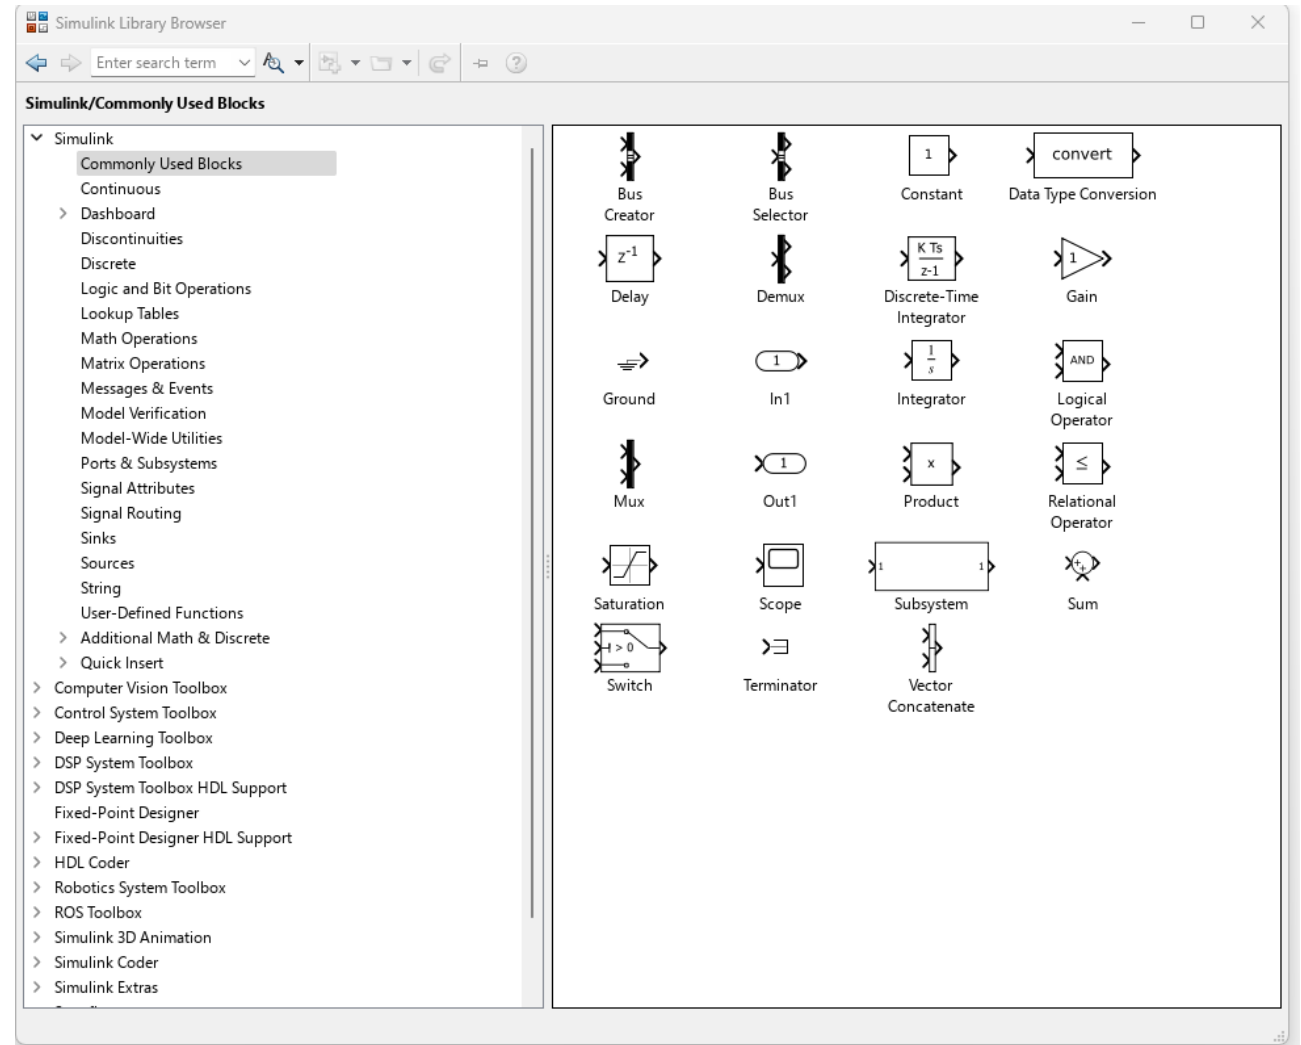 Simulink Library Browser
Enter search term
Simulink/Commonly Used Blocks
Simulink
Commonly Used Blocks
Continuous
Dashboard
Discontinuities
Discrete
Logic and Bit Operations
Lookup Tables
Math Operations
Matrix Operations
Messages & Events
Model Verification
Model-Wide Utilities
Ports & Subsystems
Signal Attributes
Signal Routing
Sinks
Sources
String
User-Defined Functions
Additional Math & Discrete
Quick Insert
Computer Vision Toolbox
Control System Toolbox
Deep Learning Toolbox
DSP System Toolbox
DSP System Toolbox HDL Support
Fixed-Point Designer
Fixed-Point Designer HDL Support
HDL Coder
Robotics System Toolbox
ROS Toolbox
Simulink 3D Animation
Simulink Coder
Simulink Extras
Bus
Creator
Bus
Selector
1
Constant
convert
Data Type Conversion
z-1
Delay
Demux
K Ts
z-1
Discrete-Time
Integrator
1
Gain
Ground
1
In1
1
s
Integrator
AND
Logical
Operator
Mux
1
Out1
x
Product
≤
Relational
Operator
Saturation
Scope
1 1
Subsystem
+
+
Sum
> 0
Switch
Terminator
Vector
Concatenate